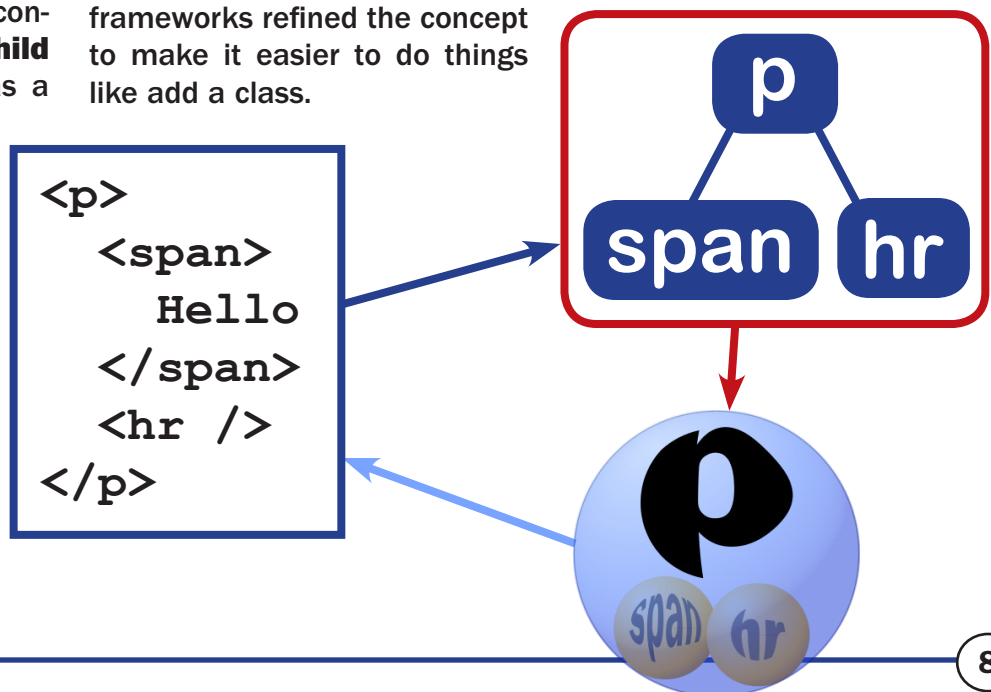 con-
hild
as a
frameworks refined the concept
to make it easier to do things
like add a class.
<p>
<span>
Hello
</span>
<hr />
</p>
p
span hr
p
span hr
8